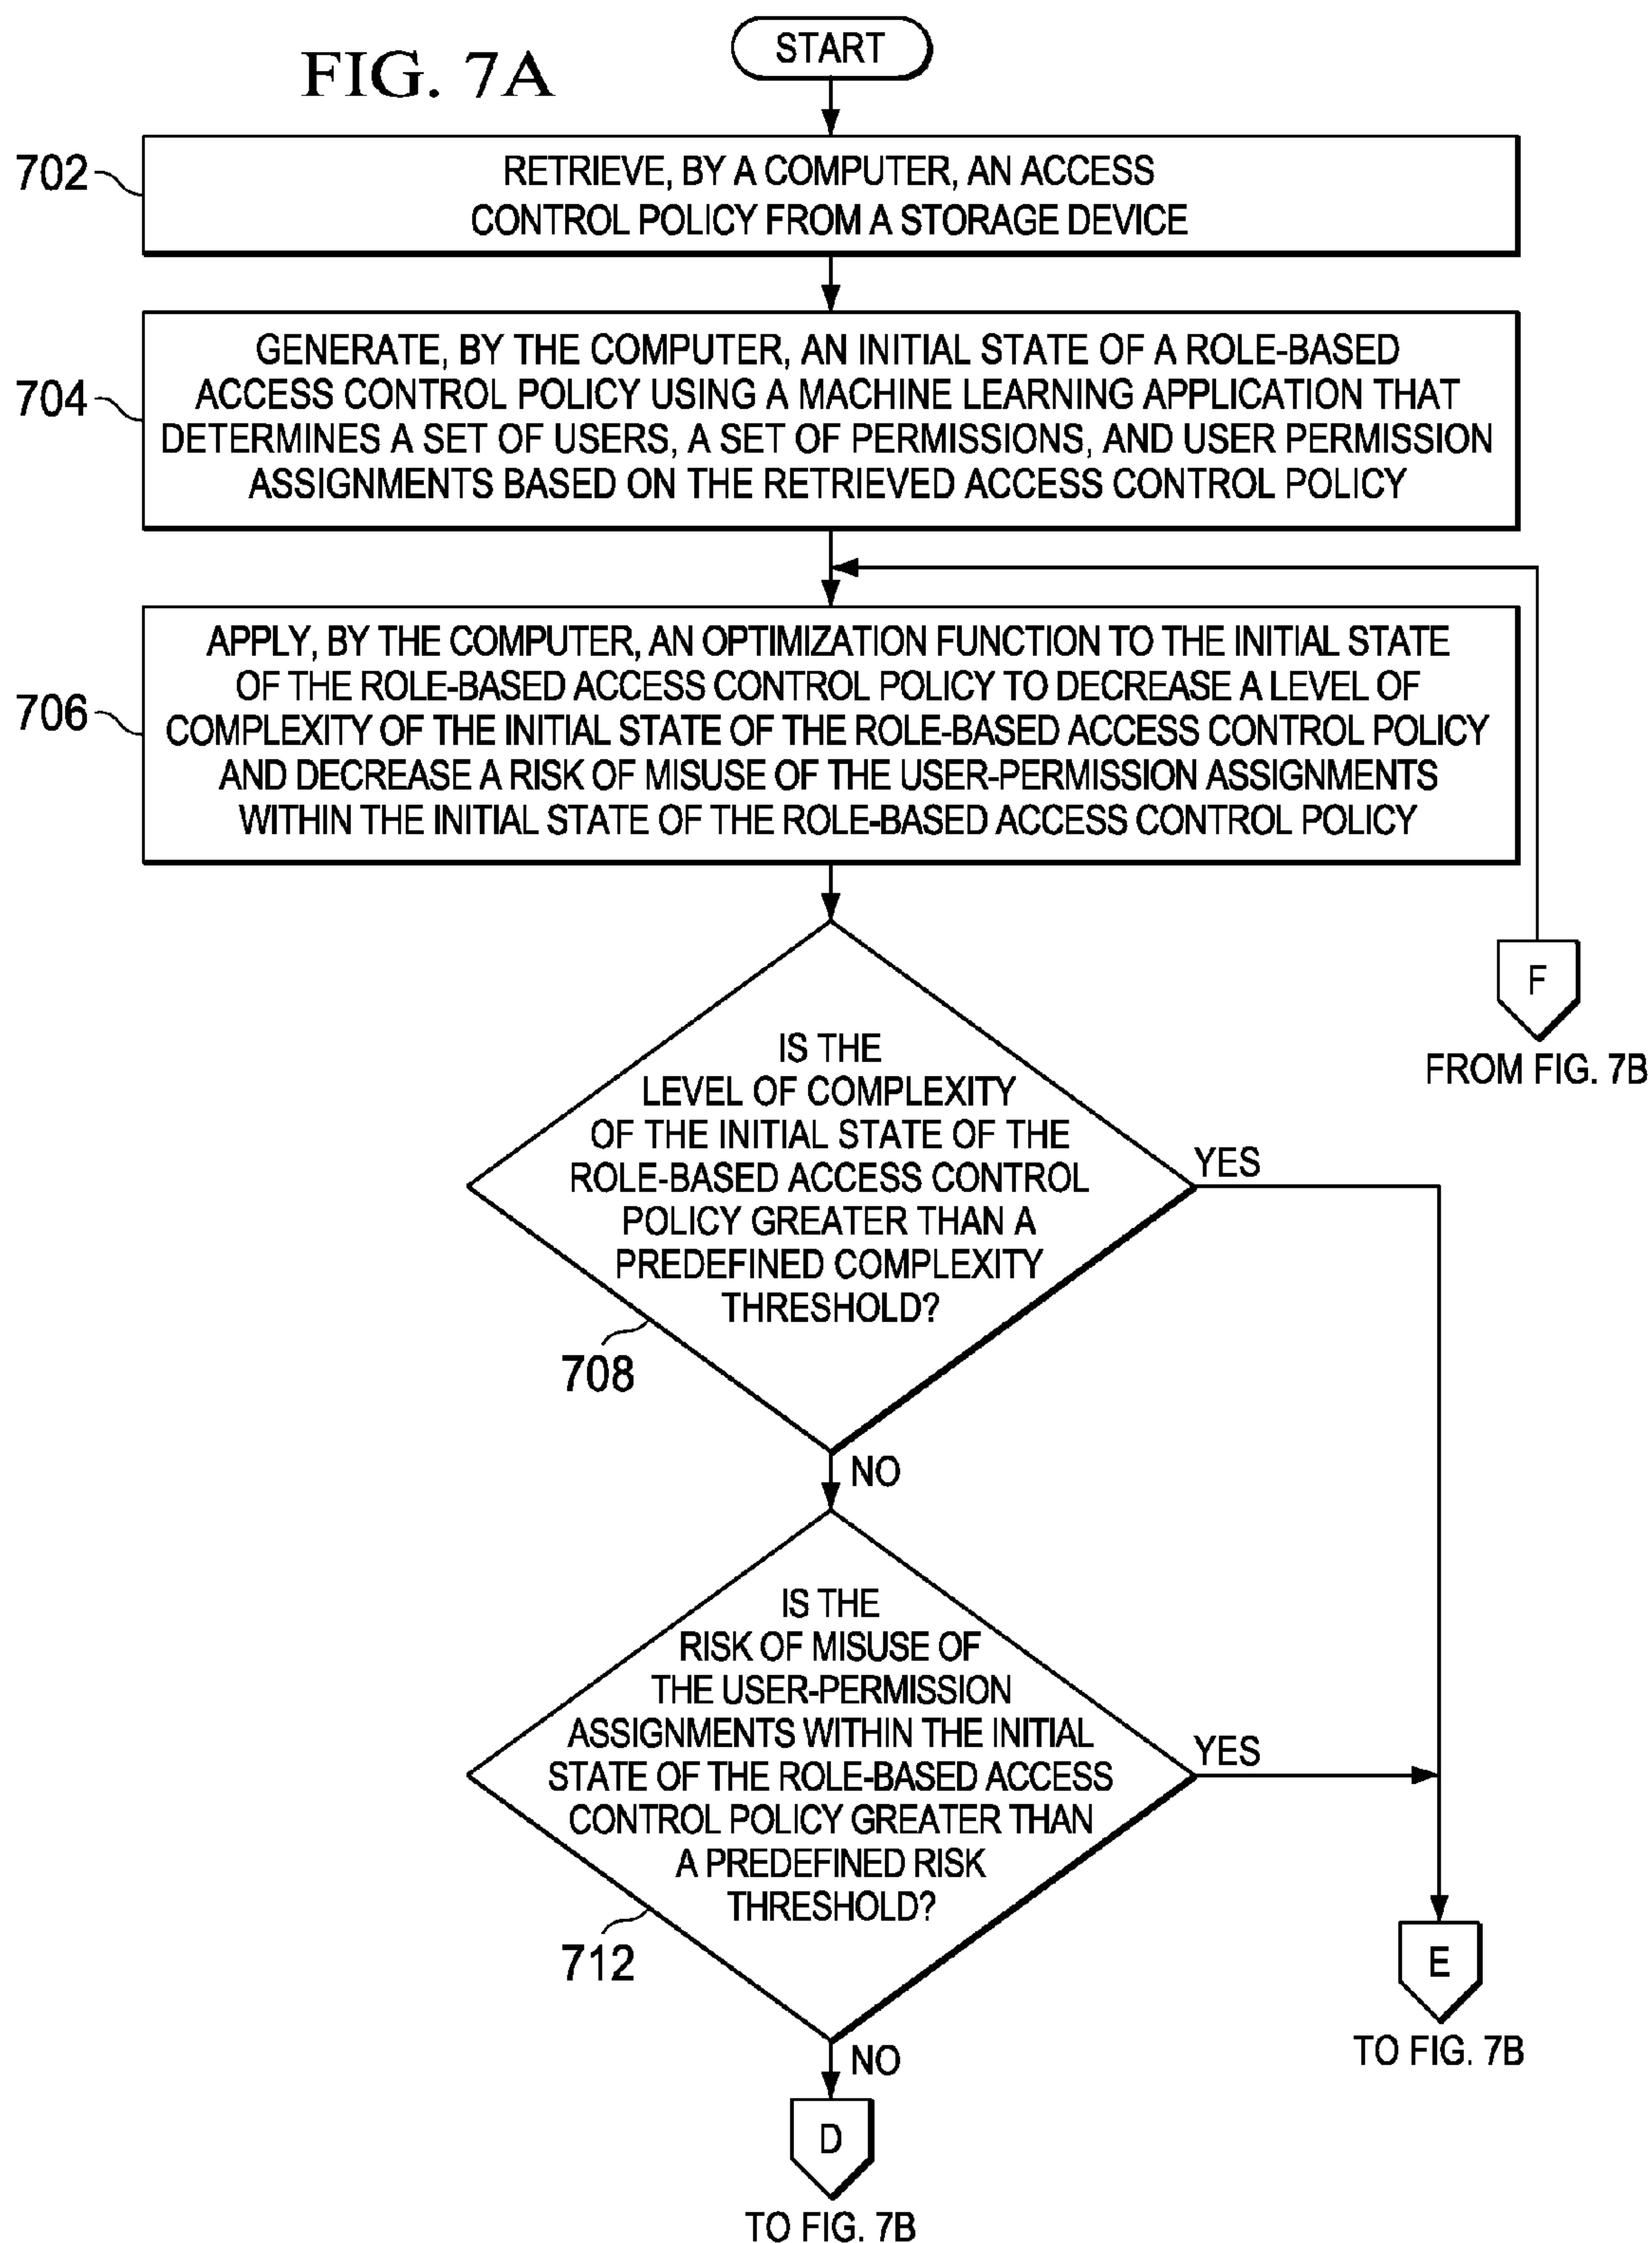 FIG. 7A
START
702
RETRIEVE, BY A COMPUTER, AN ACCESS
CONTROL POLICY FROM A STORAGE DEVICE
704
GENERATE, BY THE COMPUTER, AN INITIAL STATE OF A ROLE-BASED
ACCESS CONTROL POLICY USING A MACHINE LEARNING APPLICATION THAT
DETERMINES A SET OF USERS, A SET OF PERMISSIONS, AND USER PERMISSION
ASSIGNMENTS BASED ON THE RETRIEVED ACCESS CONTROL POLICY
706
APPLY, BY THE COMPUTER, AN OPTIMIZATION FUNCTION TO THE INITIAL STATE
OF THE ROLE-BASED ACCESS CONTROL POLICY TO DECREASE A LEVEL OF
COMPLEXITY OF THE INITIAL STATE OF THE ROLE-BASED ACCESS CONTROL POLICY
AND DECREASE A RISK OF MISUSE OF THE USER-PERMISSION ASSIGNMENTS
WITHIN THE INITIAL STATE OF THE ROLE-BASED ACCESS CONTROL POLICY
F
FROM FIG. 7B
IS THE
LEVEL OF COMPLEXITY
OF THE INITIAL STATE OF THE
ROLE-BASED ACCESS CONTROL
POLICY GREATER THAN A
PREDEFINED COMPLEXITY
THRESHOLD?
YES
708
NO
IS THE
RISK OF MISUSE OF
THE USER-PERMISSION
ASSIGNMENTS WITHIN THE INITIAL
STATE OF THE ROLE-BASED ACCESS
CONTROL POLICY GREATER THAN
A PREDEFINED RISK
THRESHOLD?
YES
712
E
TO FIG. 7B
NO
D
TO FIG. 7B